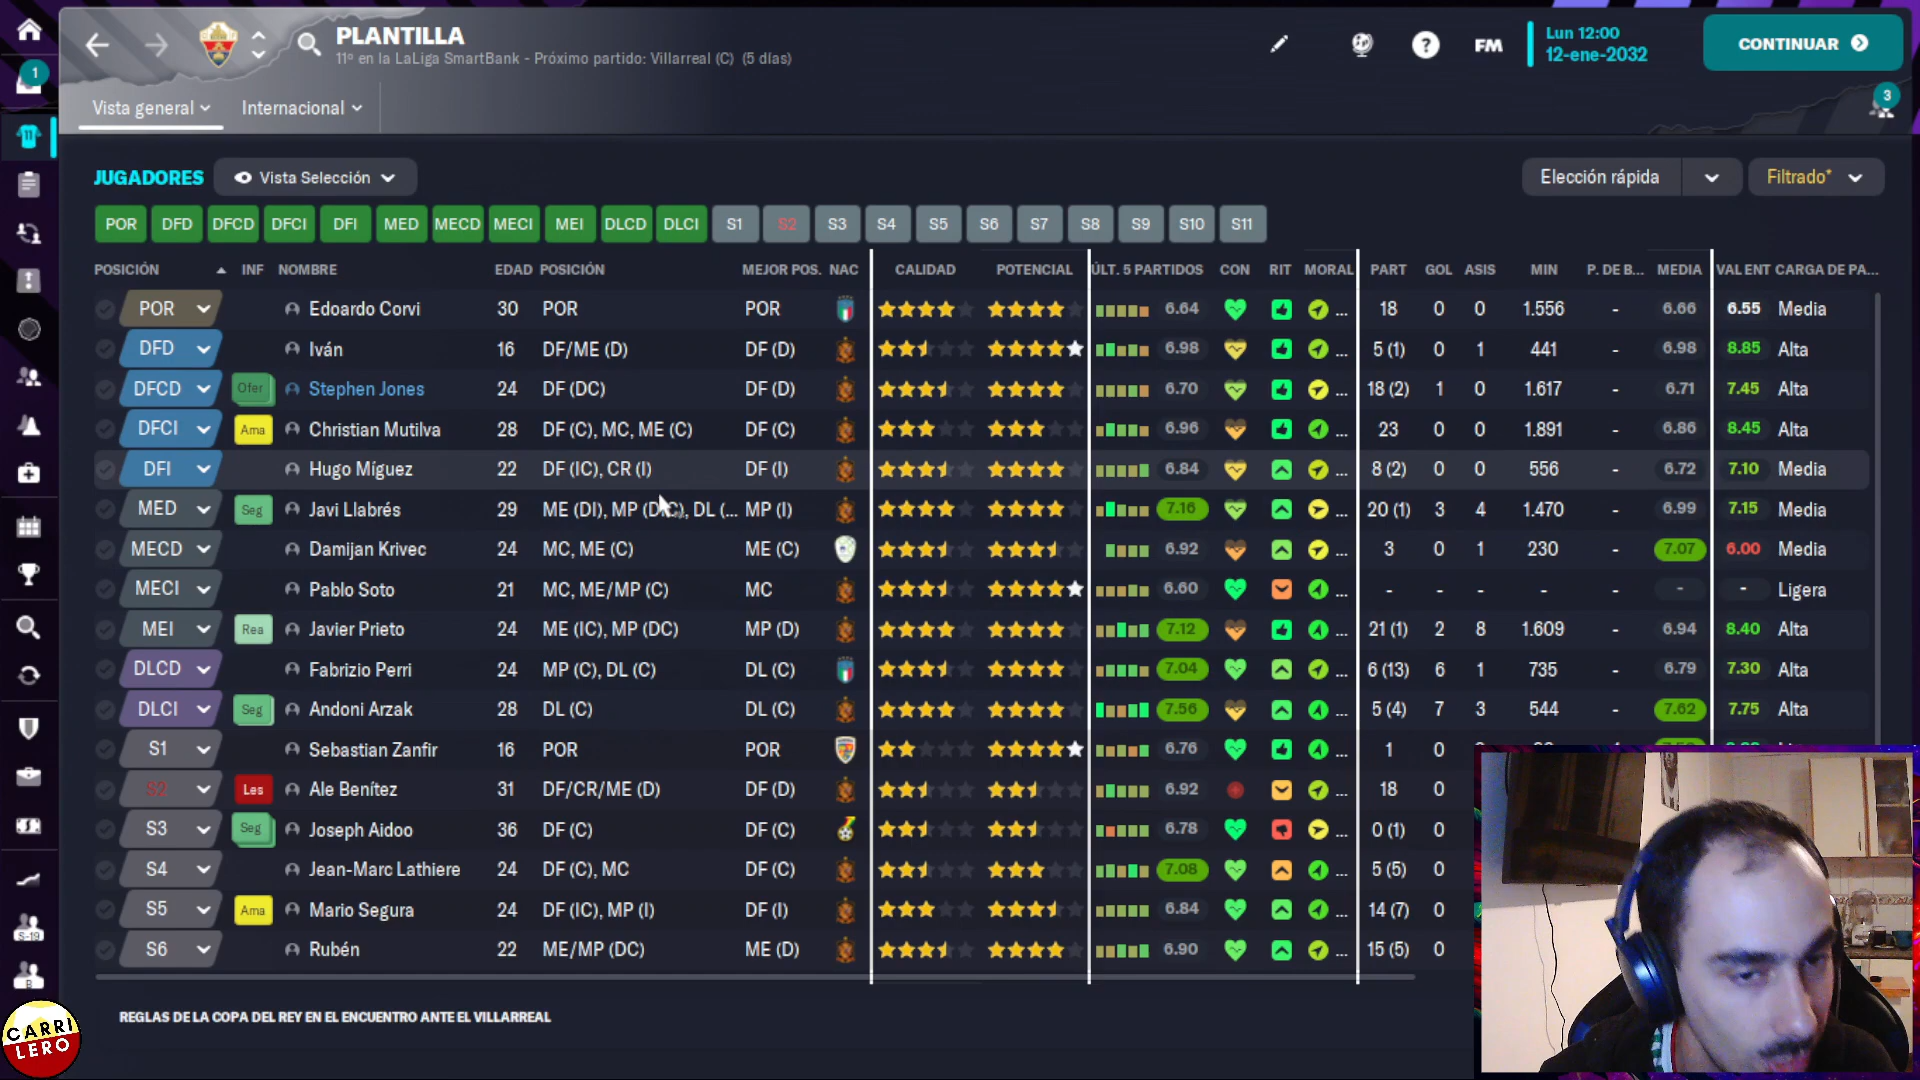 PLANTILLA
11º en la LaLiga SmartBank - Próximo partido: Villarreal (C) (5 días)
FM
Lun 12:00
12-ene-2032
CONTINUAR
1
3
Vista general
Internacional
JUGADORES
Vista Selección
Elección rápida
Filtrado*
POR DFD DFCD DFCI DFI MED MECD MECI MEI DLCD DLCI S1 S2 S3 S4 S5 S6 S7 S8 S9 S10 S11
POSICIÓN INF NOMBRE EDAD POSICIÓN MEJOR POS. NAC CALIDAD POTENCIAL ÚLT. 5 PARTIDOS CON RIT MORAL PART GOL ASIS MIN P. DE B... MEDIA VAL ENT CARGA DE PA...
POR Edoardo Corvi 30 POR POR 6.64 ... 18 0 0 1.556 - 6.66 6.55 Media
DFD Iván 16 DF/ME (D) DF (D) 6.98 ... 5 (1) 0 1 441 - 6.98 8.85 Alta
DFCD Ofer Stephen Jones 24 DF (DC) DF (D) 6.70 ... 18 (2) 1 0 1.617 - 6.71 7.45 Alta
DFCI Ama Christian Mutilva 28 DF (C), MC, ME (C) DF (C) 6.96 ... 23 0 0 1.891 - 6.86 8.45 Alta
DFI Hugo Míguez 22 DF (IC), CR (I) DF (I) 6.84 ... 8 (2) 0 0 556 - 6.72 7.10 Media
MED Seg Javi Llabrés 29 ME (DI), MP (DIC), DL (... MP (I) 7.16 ... 20 (1) 3 4 1.470 - 6.99 7.15 Media
MECD Damijan Krivec 24 MC, ME (C) ME (C) 6.92 ... 3 0 1 230 - 7.07 6.00 Media
MECI Pablo Soto 21 MC, ME/MP (C) MC 6.60 ... - - - - - - - Ligera
MEI Rea Javier Prieto 24 ME (IC), MP (DC) MP (D) 7.12 ... 21 (1) 2 8 1.609 - 6.94 8.40 Alta
DLCD Fabrizio Perri 24 MP (C), DL (C) DL (C) 7.04 ... 6 (13) 6 1 735 - 6.79 7.30 Alta
DLCI Seg Andoni Arzak 28 DL (C) DL (C) 7.56 ... 5 (4) 7 3 544 - 7.62 7.75 Alta
S1 Sebastian Zanfir 16 POR POR 6.76 ... 1 0
S2 Les Ale Benítez 31 DF/CR/ME (D) DF (D) 6.92 ... 18 0
S3 Seg Joseph Aidoo 36 DF (C) DF (C) 6.78 ... 0 (1) 0
S4 Jean-Marc Lathiere 24 DF (C), MC DF (C) 7.08 ... 5 (5) 0
S5 Ama Mario Segura 24 DF (IC), MP (I) DF (I) 6.84 ... 14 (7) 0
S6 Rubén 22 ME/MP (DC) ME (D) 6.90 ... 15 (5) 0
S-19
B
CARRI
LERO
REGLAS DE LA COPA DEL REY EN EL ENCUENTRO ANTE EL VILLARREAL